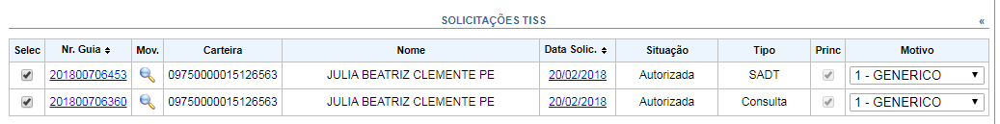 SOLICITAÇÕES TISS «
Selec Nr. Guia Mov. Carteira Nome Data Solic. Situação Tipo Princ Motivo
201800706453 09750000015126563 JULIA BEATRIZ CLEMENTE PE 20/02/2018 Autorizada SADT 1 - GENERICO
201800706360 09750000015126563 JULIA BEATRIZ CLEMENTE PE 20/02/2018 Autorizada Consulta 1 - GENERICO